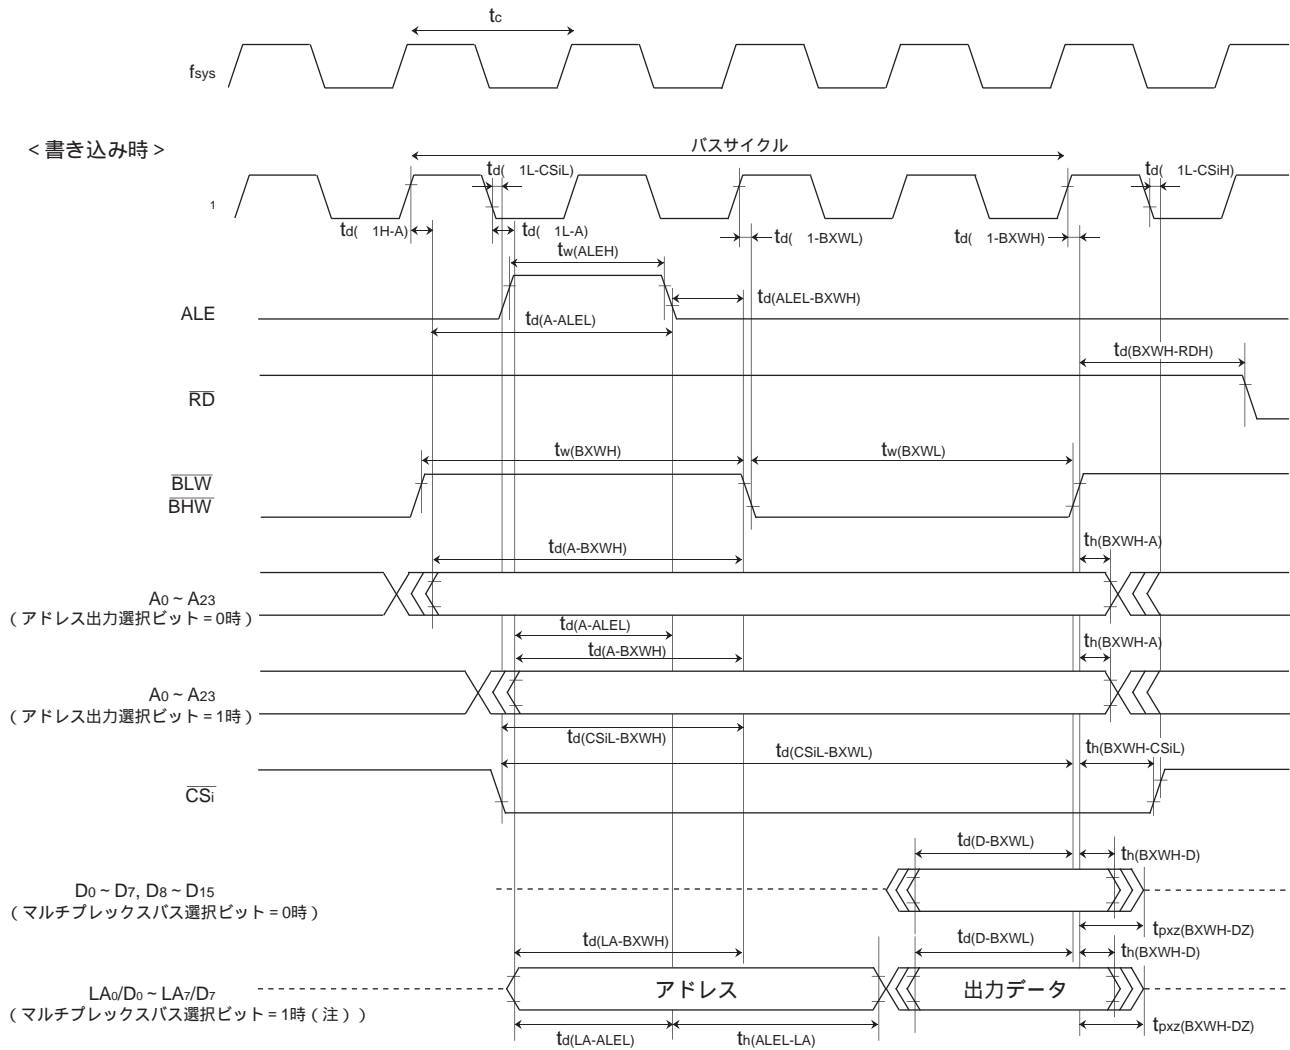 tc
fsys
<書き込み時>
バスサイクル
td( 1L-CSiL)
td( 1L-CSiH)
1
td( 1H-A)
td( 1L-A)
td( 1-BXWL)
td( 1-BXWH)
tw(ALEH)
td(ALEL-BXWH)
ALE
td(A-ALEL)
td(BXWH-RDH)
RD
tw(BXWH)
tw(BXWL)
BLW
BHW
td(A-BXWH)
th(BXWH-A)
A0 ~ A23
(アドレス出力選択ビット=0時)
td(A-ALEL)
td(A-BXWH)
th(BXWH-A)
A0 ~ A23
(アドレス出力選択ビット=1時)
td(CSiL-BXWH)
td(CSiL-BXWL)
th(BXWH-CSiL)
CSi
td(D-BXWL)
th(BXWH-D)
D0 ~ D7, D8 ~ D15
(マルチプレックスバス選択ビット=0時)
tpxz(BXWH-DZ)
td(LA-BXWH)
td(D-BXWL)
th(BXWH-D)
LA0/D0 ~ LA7/D7
アドレス
出力データ
(マルチプレックスバス選択ビット=1時(注))
tpxz(BXWH-DZ)
td(LA-ALEL)
th(ALEL-LA)